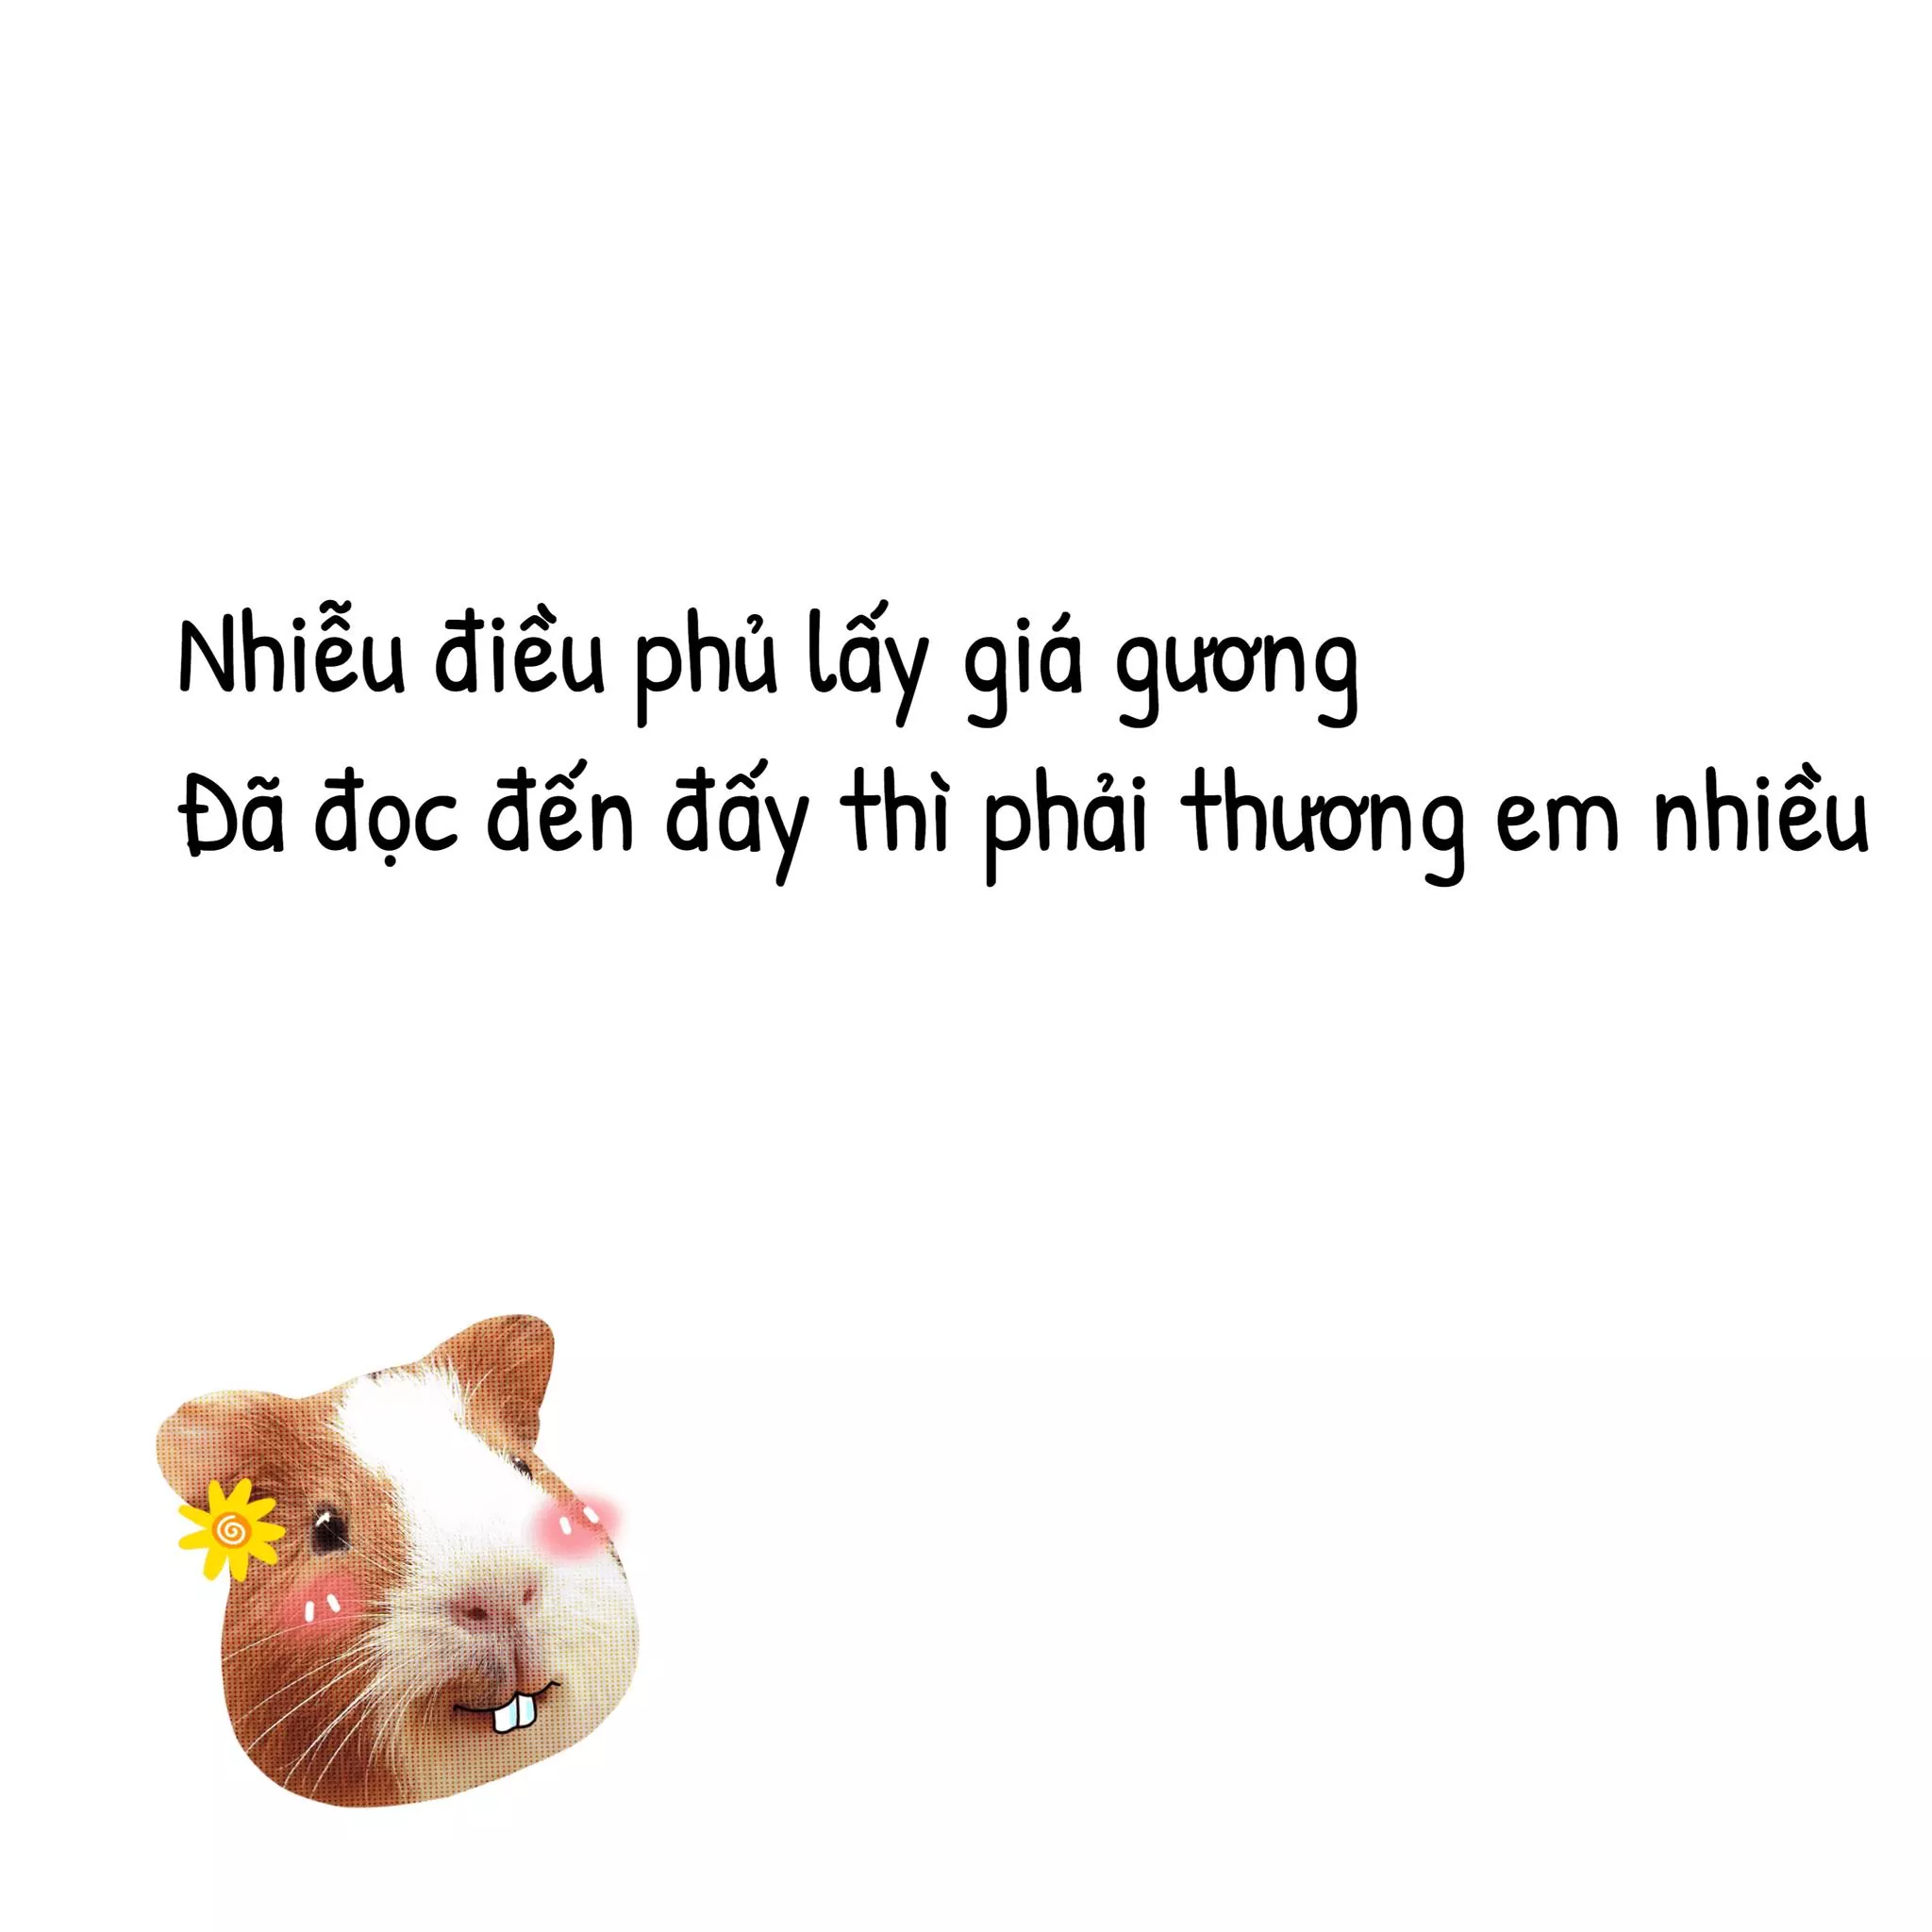 Nhiễu điều phủ lấy giá gương
Đã đọc đến đấy thì phải thương em nhiều